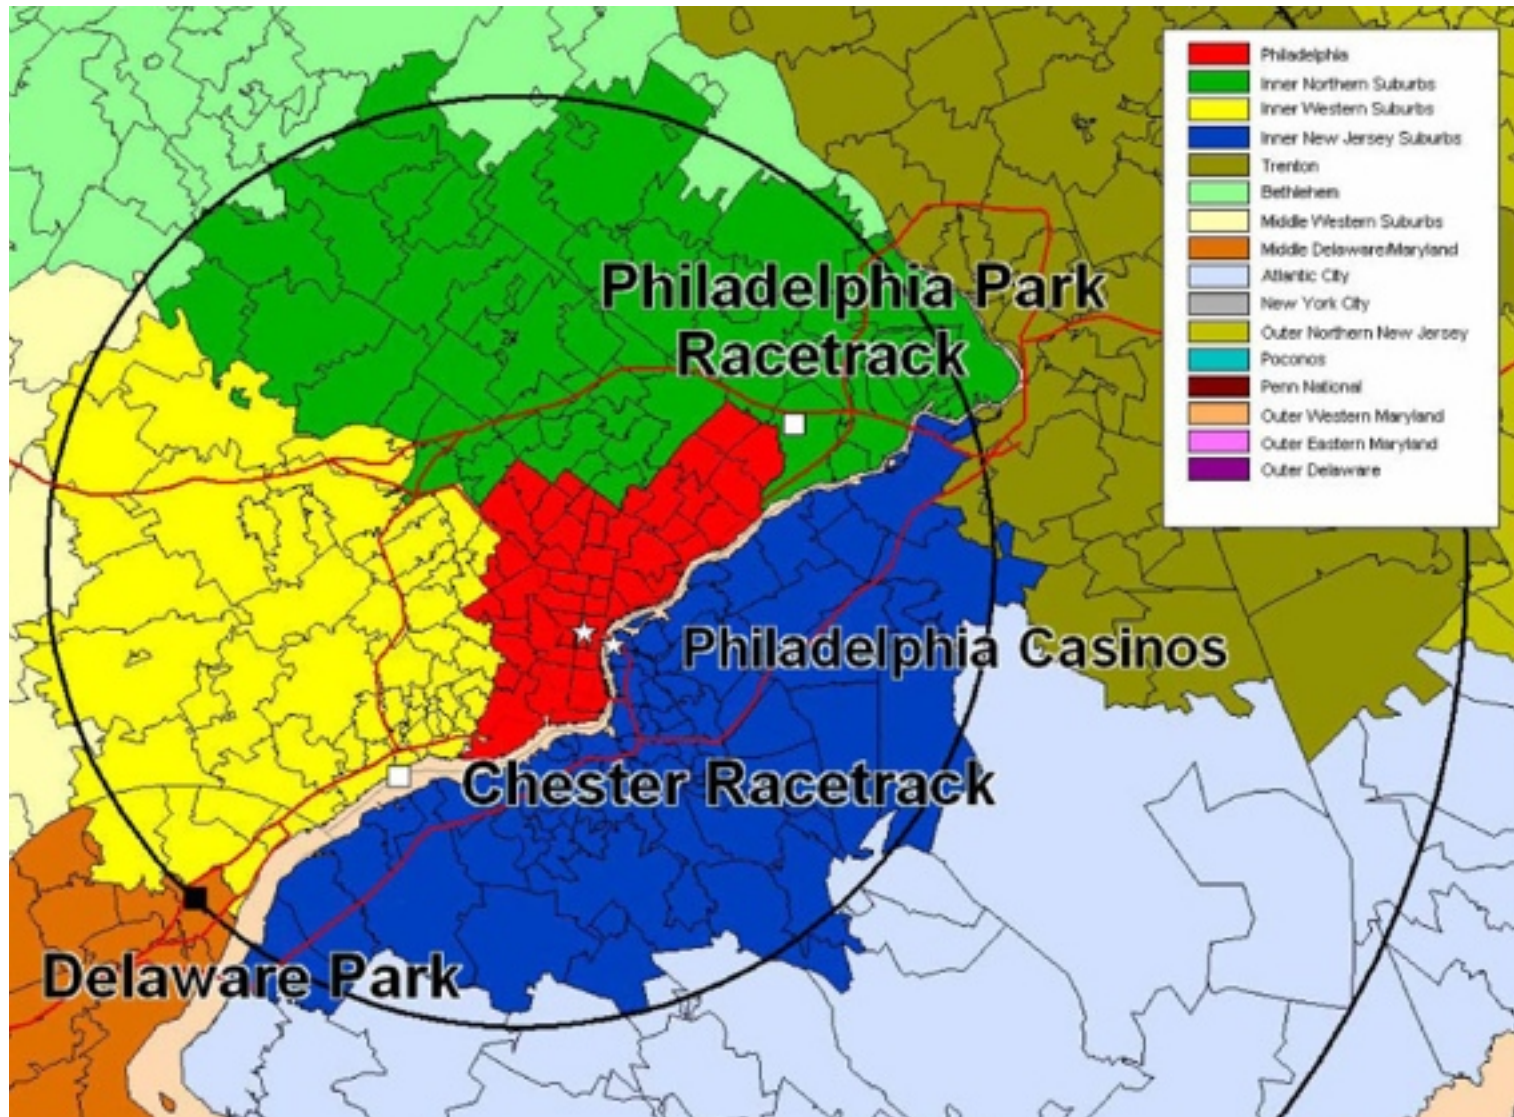 Philadelphia
Inner Northern Suburbs
Inner Western Suburbs
Inner New Jersey Suburbs
Trenton
Bethlehem
Middle Western Suburbs
Middle Delaware/Maryland
Atlantic City
New York City
Outer Northern New Jersey
Poconos
Penn National
Outer Western Maryland
Outer Eastern Maryland
Outer Delaware
Philadelphia Park
Racetrack
Philadelphia Casinos
Chester Racetrack
Delaware Park